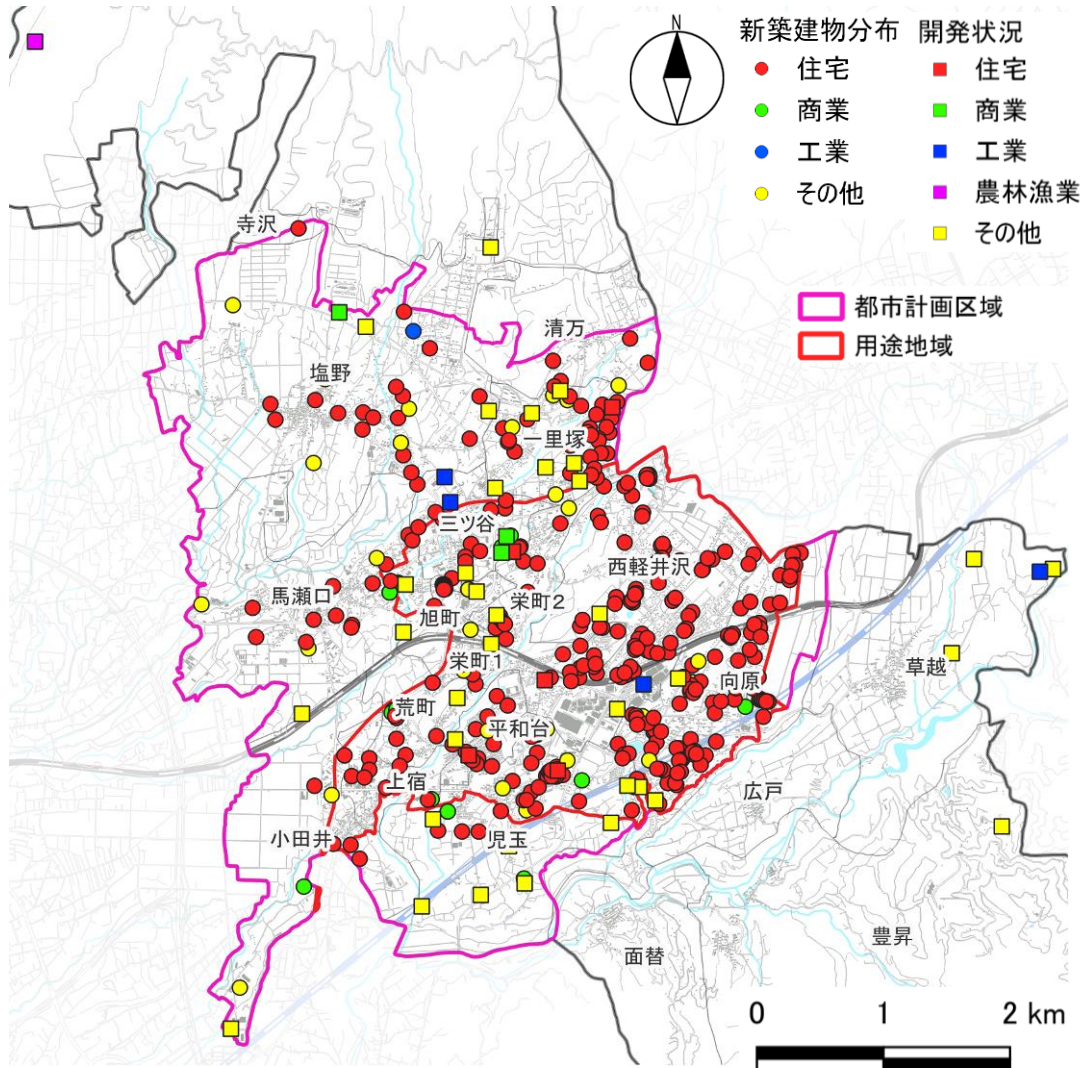 N
新築建物分布 開発状況
住宅 住宅
商業 商業
工業 工業
その他 農林漁業
その他
都市計画区域
用途地域
寺沢
清万
塩野
一里塚
三ツ谷
西軽井沢
馬瀬口
栄町2
旭町
栄町1
草越
向原
荒町
平和台
上宿
広戸
小田井
児玉
豊昇
面替
0 1 2 km